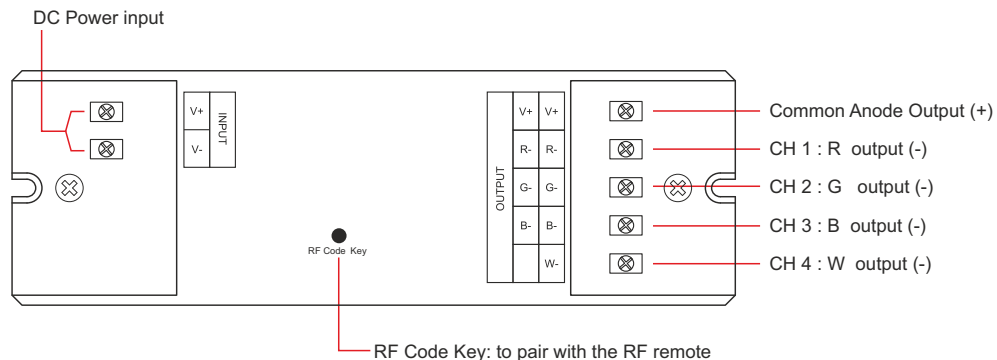 DC Power input
V+
V-
INPUT
OUTPUT
V+ V+
R- R-
G- G-
B- B-
W-
Common Anode Output (+)
CH 1 : R output (-)
CH 2 : G output (-)
CH 3 : B output (-)
CH 4 : W output (-)
RF Code Key
RF Code Key: to pair with the RF remote